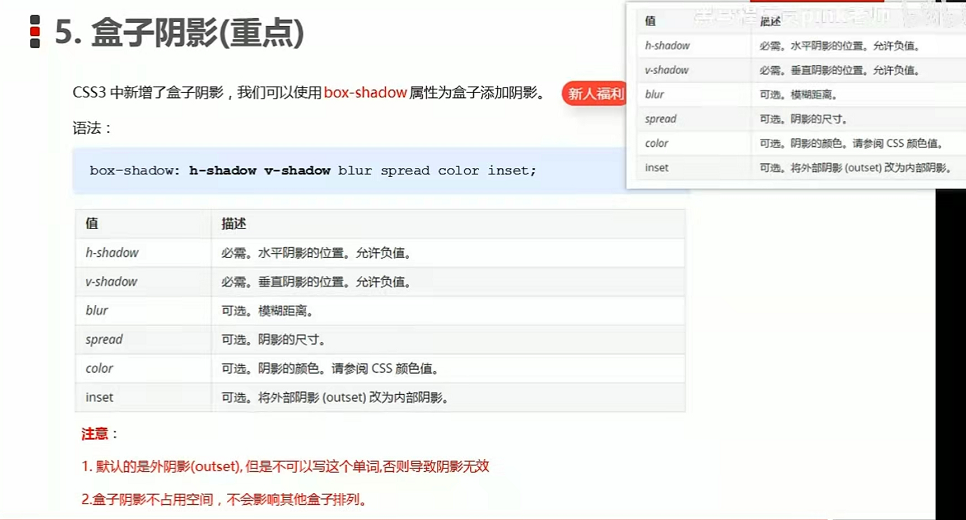 5. 盒子阴影(重点)
CSS3 中新增了盒子阴影，我们可以使用 box-shadow 属性为盒子添加阴影。
新人福利
语法：
box-shadow: h-shadow v-shadow blur spread color inset;
值 描述
h-shadow 必需。水平阴影的位置。允许负值。
v-shadow 必需。垂直阴影的位置。允许负值。
blur 可选。模糊距离。
spread 可选。阴影的尺寸。
color 可选。阴影的颜色。请参阅 CSS 颜色值。
inset 可选。将外部阴影 (outset) 改为内部阴影。
注意：
1. 默认的是外阴影(outset), 但是不可以写这个单词,否则导致阴影无效
2.盒子阴影不占用空间，不会影响其他盒子排列。
值 描述
h-shadow 必需。水平阴影的位置。允许负值。
v-shadow 必需。垂直阴影的位置。允许负值。
blur 可选。模糊距离。
spread 可选。阴影的尺寸。
color 可选。阴影的颜色。请参阅 CSS 颜色值。
inset 可选。将外部阴影 (outset) 改为内部阴影。